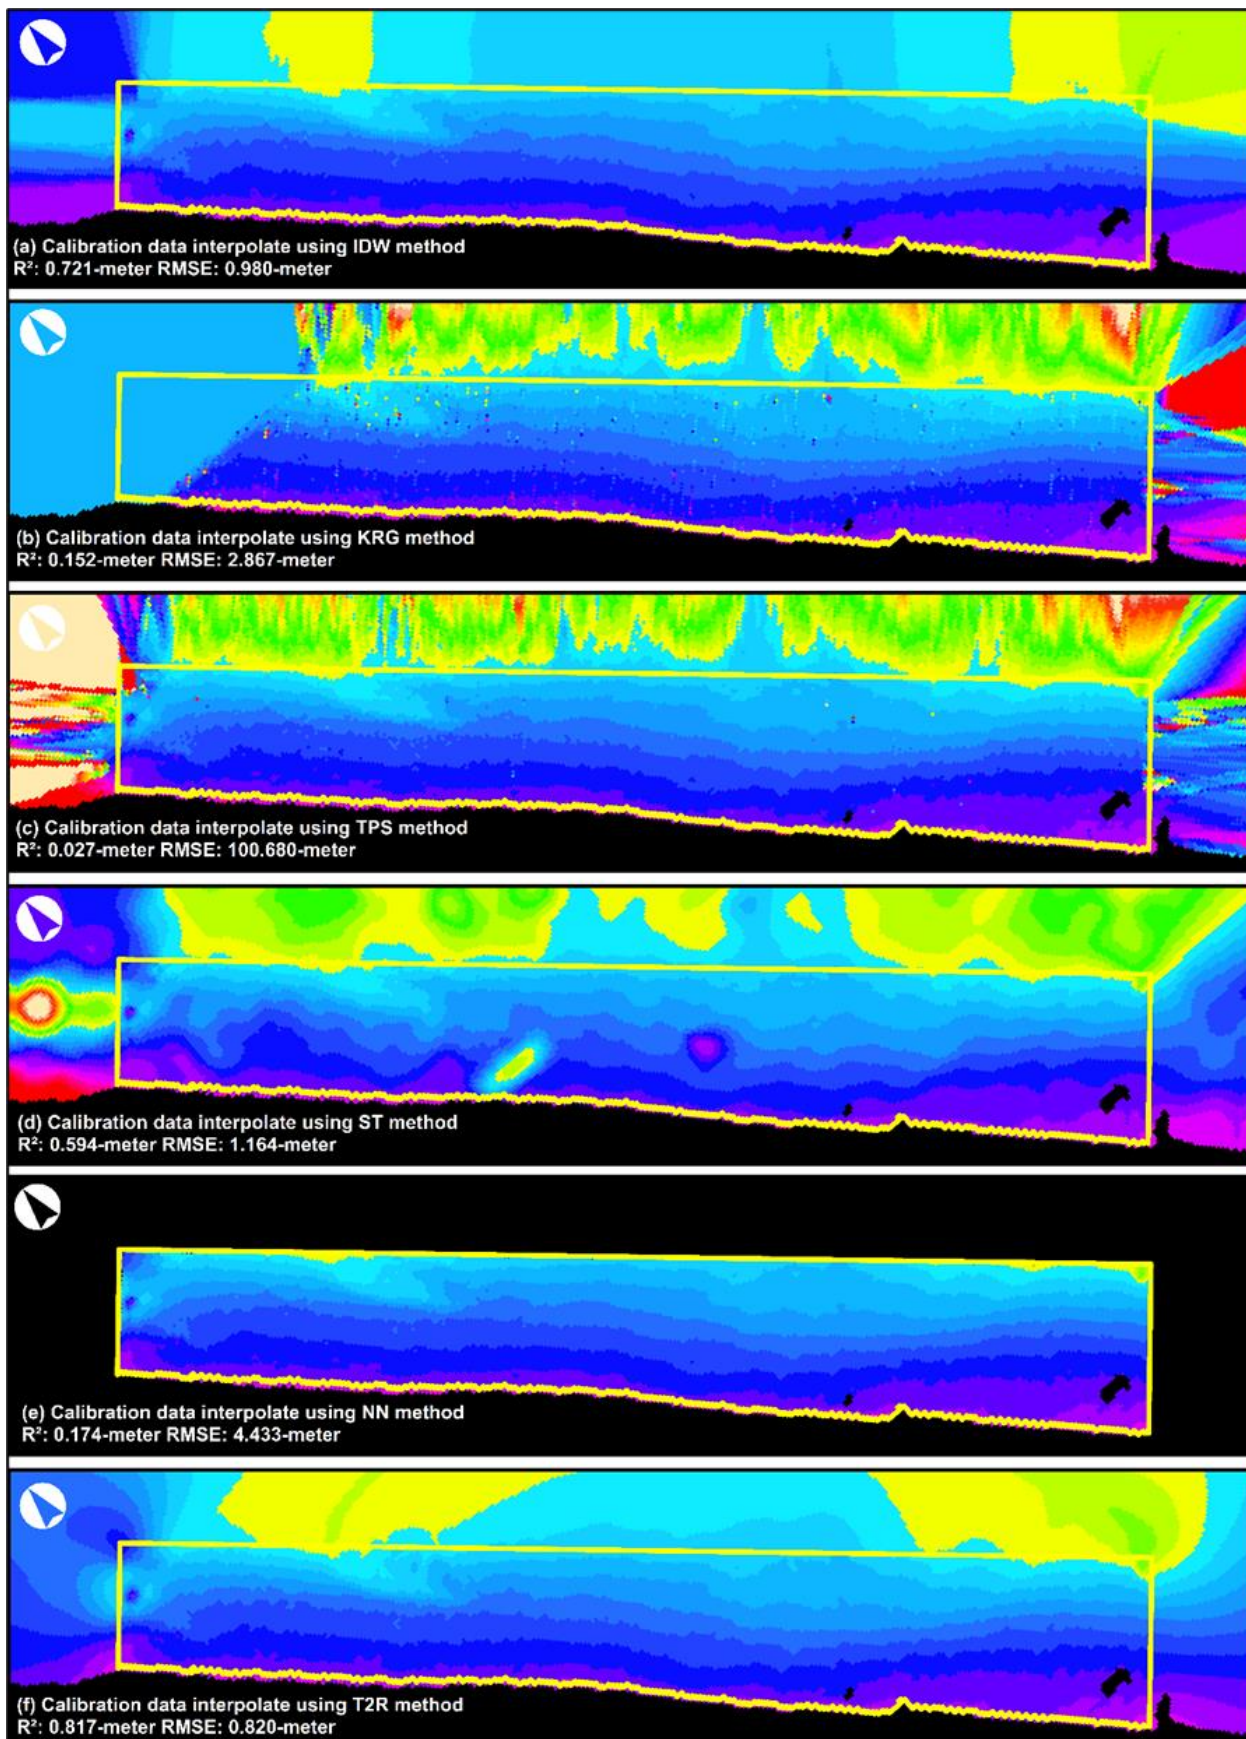 (a) Calibration data interpolate using IDW method
R²: 0.721-meter RMSE: 0.980-meter
(b) Calibration data interpolate using KRG method
R²: 0.152-meter RMSE: 2.867-meter
(c) Calibration data interpolate using TPS method
R²: 0.027-meter RMSE: 100.680-meter
(d) Calibration data interpolate using ST method
R²: 0.594-meter RMSE: 1.164-meter
(e) Calibration data interpolate using NN method
R²: 0.174-meter RMSE: 4.433-meter
(f) Calibration data interpolate using T2R method
R²: 0.817-meter RMSE: 0.820-meter